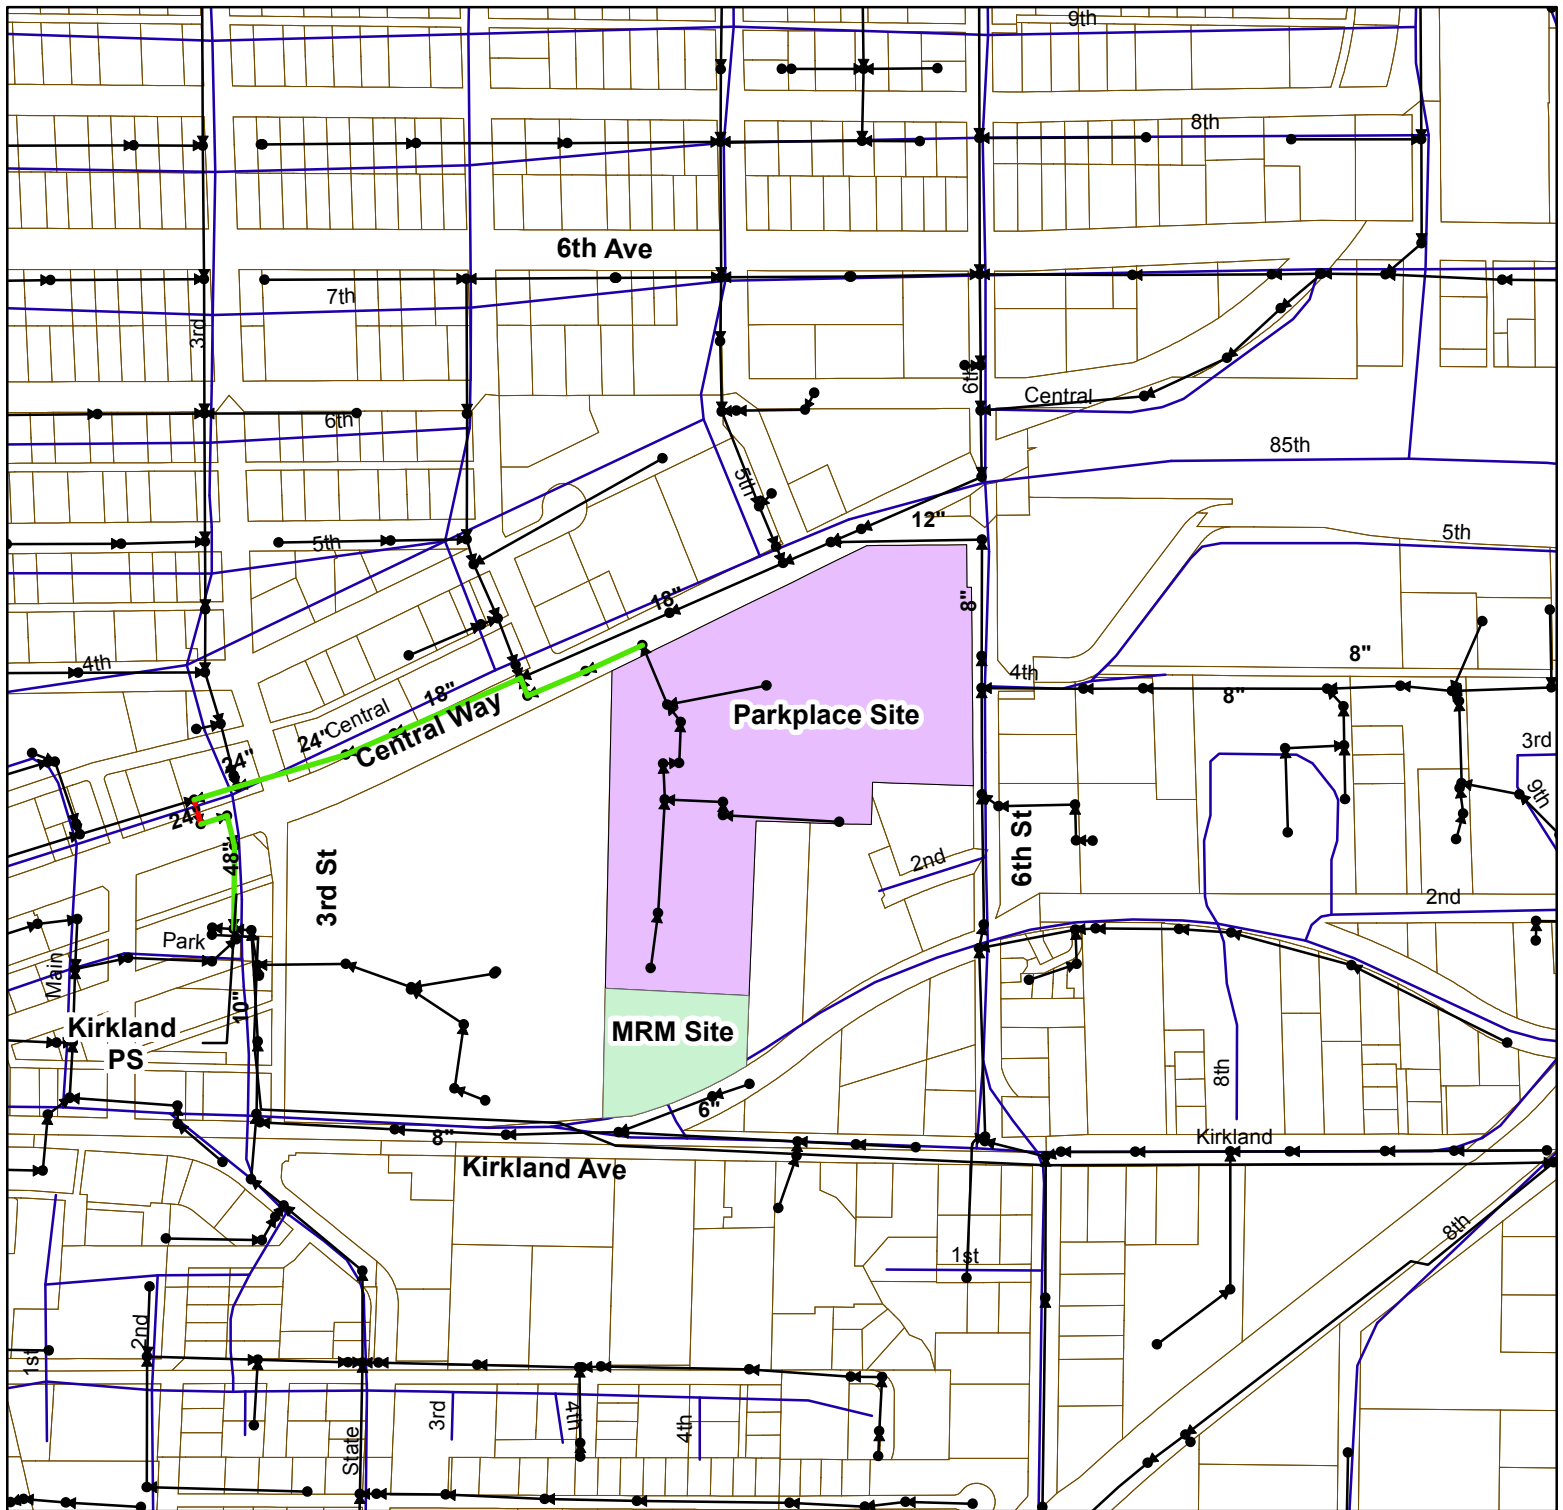 9th
8th
6th Ave
7th
3rd
6th
Central
6th
85th
5th
12"
5th
5th
18"
8"
4th
8"
4th
8"
18"
Parkplace Site
Central
Central Way
24"
24"
3rd
9th
24"
48"
3rd St
2nd
6th St
2nd
Park
Main
10"
Kirkland
PS
MRM Site
8th
6"
8"
Kirkland
Kirkland Ave
8th
1st
2nd
1st
3rd
4th
4th
State